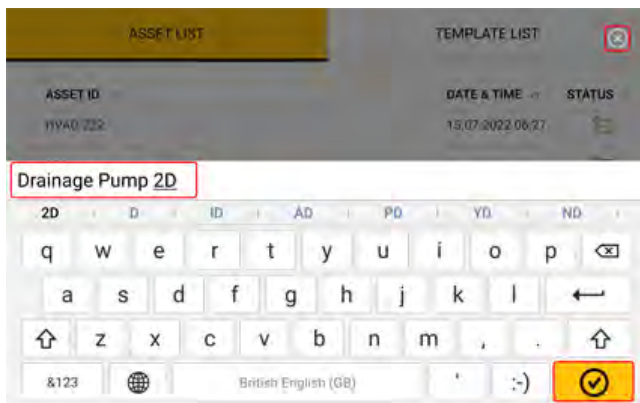 ASSET LIST TEMPLATE LIST
ASSET ID DATE & TIME STATUS
HVAD 222 15.07.2022 06:27
Drainage Pump 2D
2D D ID AD PD YD ND
q w e r t y u i o p
a s d f g h j k l
z x c v b n m , .
&123 British English (GB) ' :-)